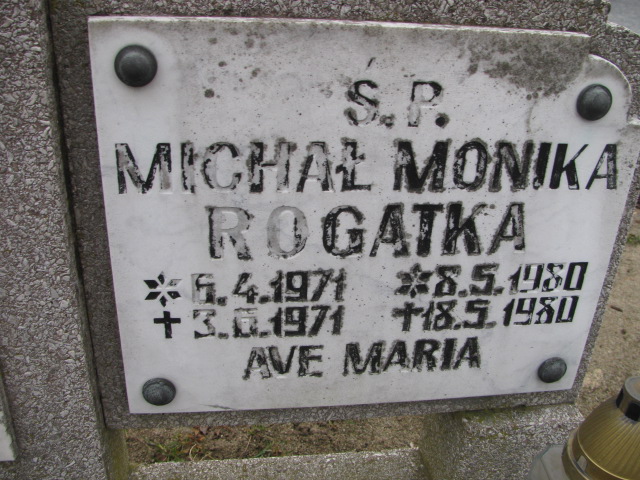 Ś.P.
MICHAŁ MONIKA
ROGATKA
6.4.1971 8.5.1980
3.6.1971 18.5.1980
AVE MARIA